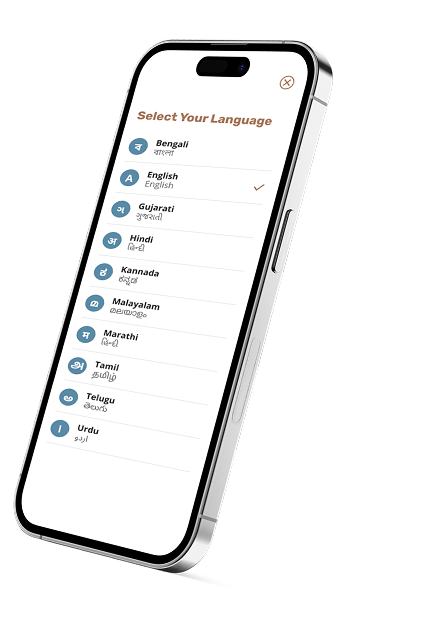 Select Your Language
ব
Bengali
বাংলা
A
English
English
ગ
Gujarati
ગુજરાતી
अ
Hindi
हिन्दी
ಕ
Kannada
ಕನ್ನಡ
മ
Malayalam
മലയാളം
म
Marathi
हिन्दी
அ
Tamil
தமிழ்
Telugu
తెలుగు
ا
Urdu
اردو